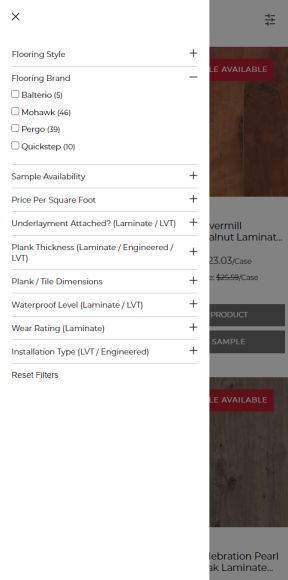 Flooring Style
Flooring Brand
Balterio (5)
Mohawk (46)
Pergo (39)
Quickstep (10)
Sample Availability
Price Per Square Foot
Underlayment Attached? (Laminate / LVT)
Plank Thickness (Laminate / Engineered /
LVT)
Plank / Tile Dimensions
Waterproof Level (Laminate / LVT)
Wear Rating (Laminate)
Installation Type (LVT / Engineered)
Reset Filters
LE AVAILABLE
vermill
alnut Laminat...
23.03/Case
e: $25.59/Case
PRODUCT
SAMPLE
LE AVAILABLE
lebration Pearl
ak Laminate...